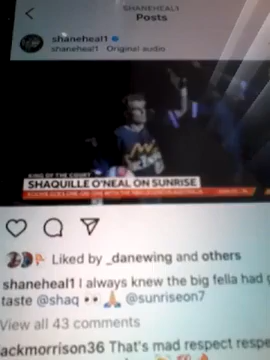 SHANEHEAL1
Posts
shaneheal1
shaneheal1 Original audio
KING OF THE COURT
SHAQUILLE O'NEAL ON SUNRISE
Liked by _danewing and others
shaneheal1 I always knew the big fella had
taste @shaq 👀 🙏 @sunriseon7
View all 43 comments
ackmorrison36 That's mad respect